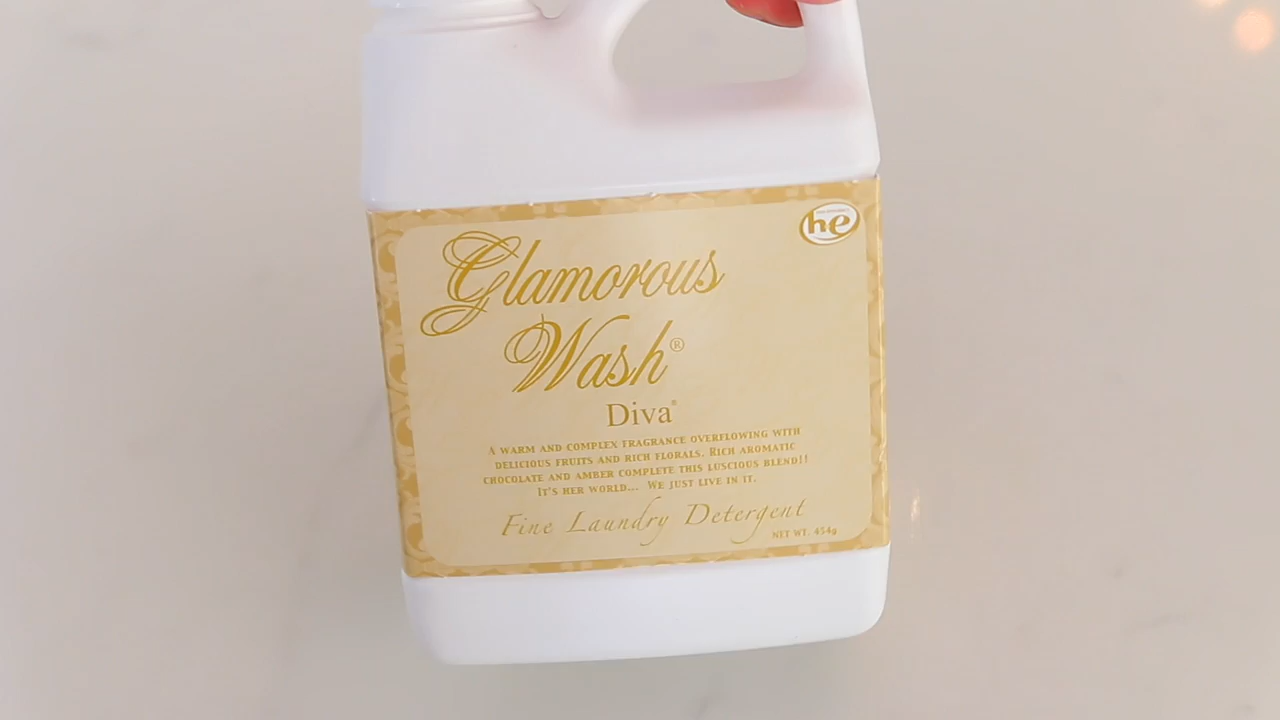 he
Glamorous
Wash®
Diva®
A WARM AND COMPLEX FRAGRANCE OVERFLOWING WITH
DELICIOUS FRUITS AND RICH FLORALS. RICH AROMATIC
CHOCOLATE AND AMBER COMPLETE THIS LUSCIOUS BLEND!!
IT'S HER WORLD... WE JUST LIVE IN IT.
Fine Laundry Detergent
NET WT. 454g